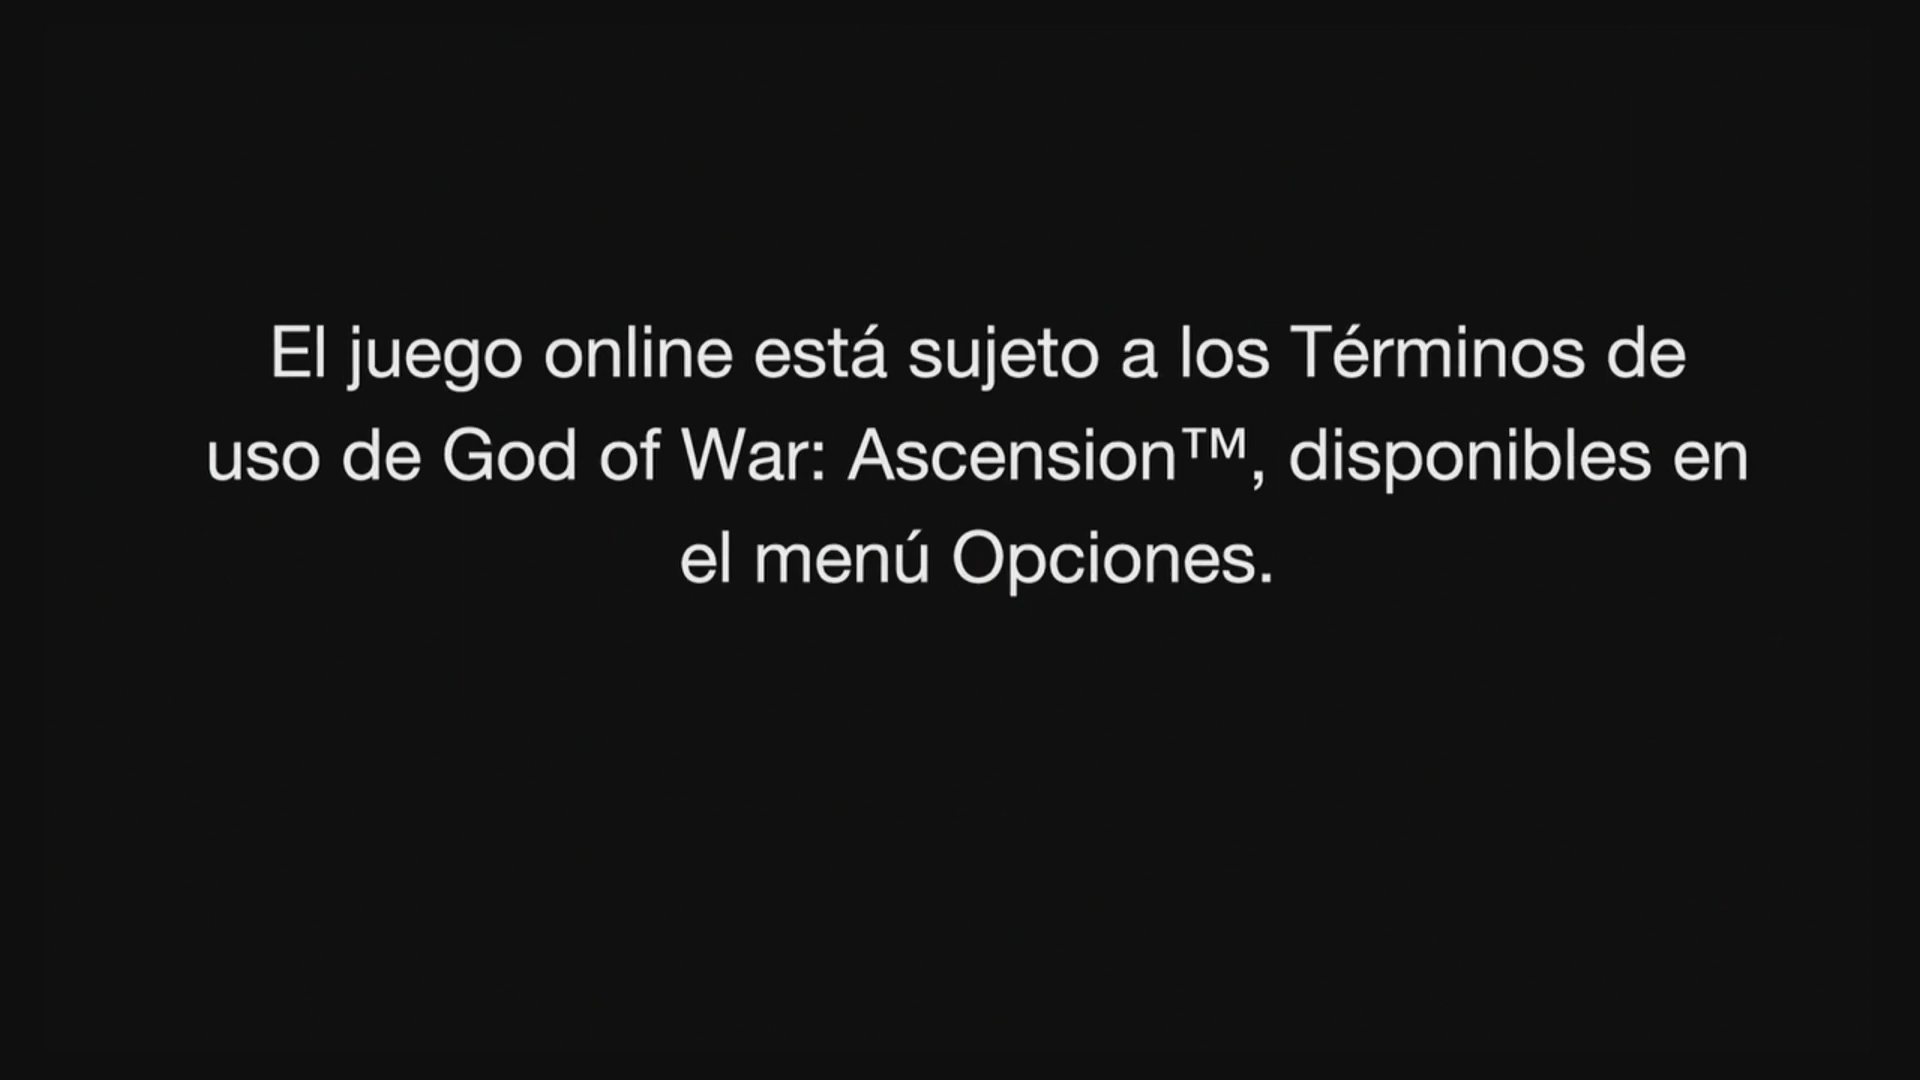 El juego online está sujeto a los Términos de
uso de God of War: Ascension™, disponibles en
el menú Opciones.